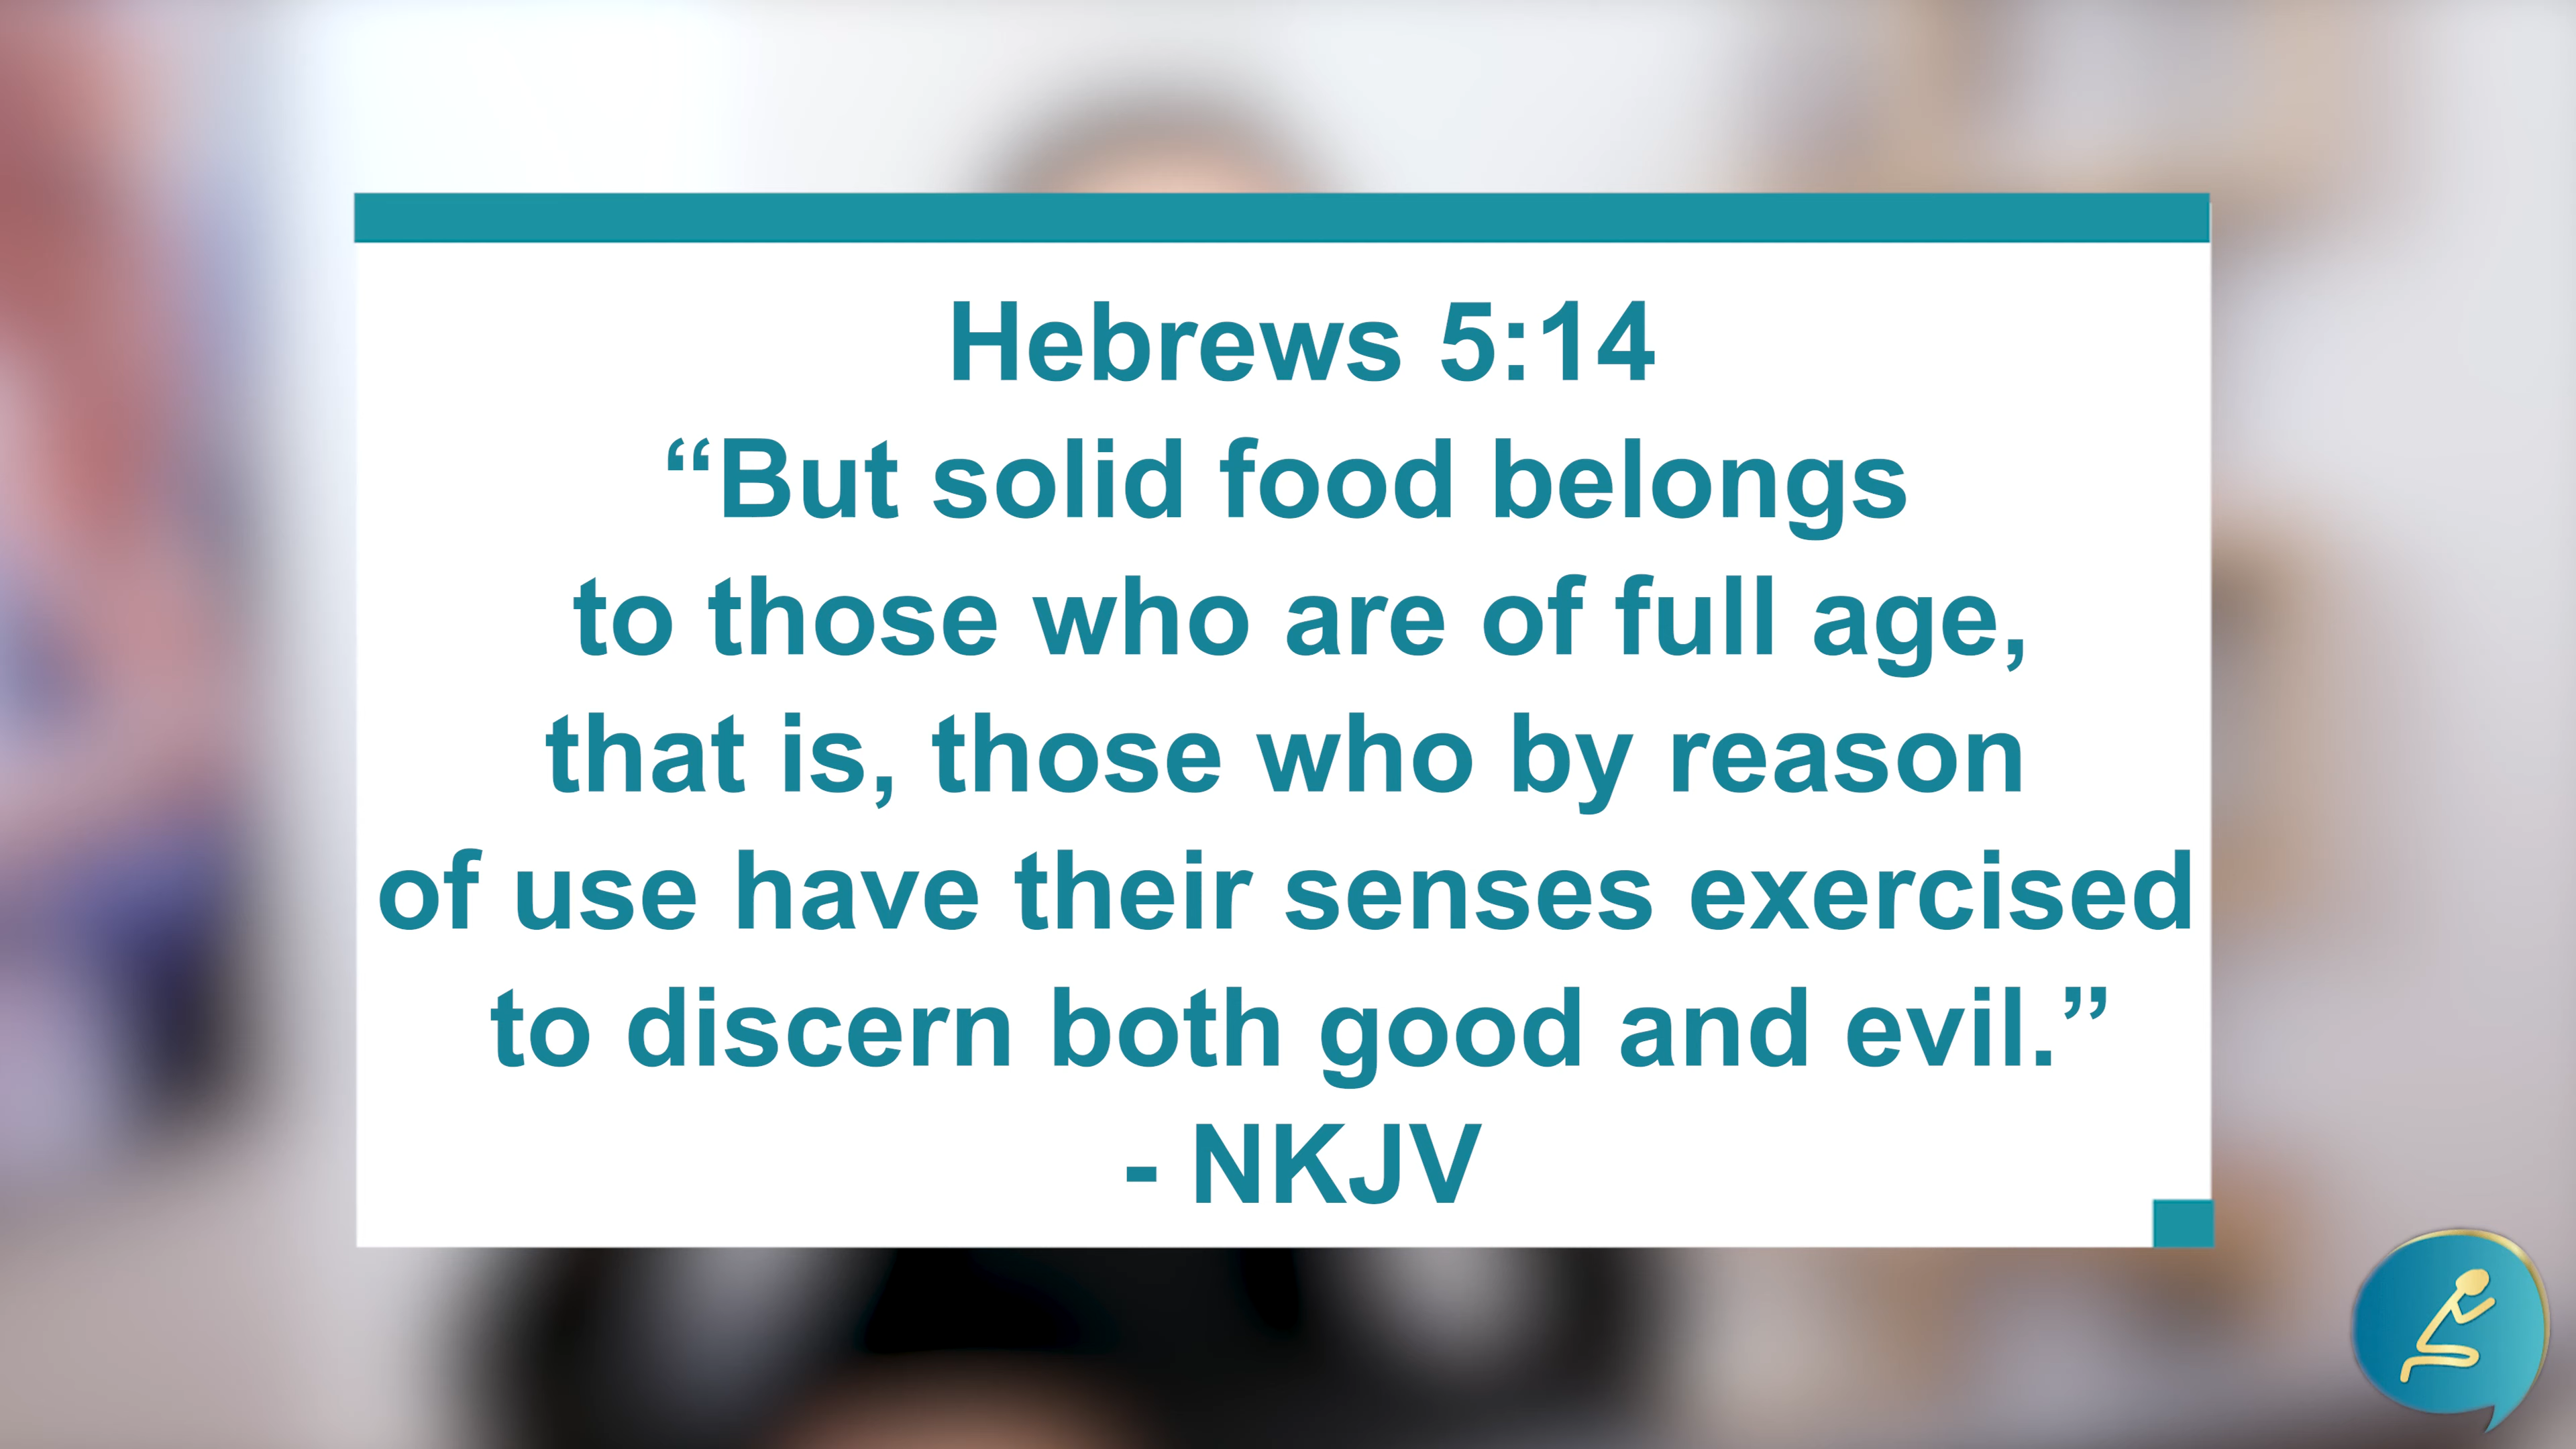 Hebrews 5:14
“But solid food belongs
to those who are of full age,
that is, those who by reason
of use have their senses exercised
to discern both good and evil.”
- NKJV